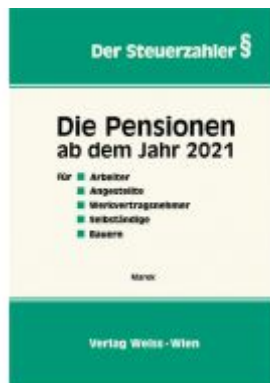 Der Steuerzahler §
Die Pensionen
ab dem Jahr 2021
für ■ Arbeiter
■ Angestellte
■ Werkvertragsnehmer
■ Selbständige
■ Bauern
Marek
Verlag Weiss-Wien